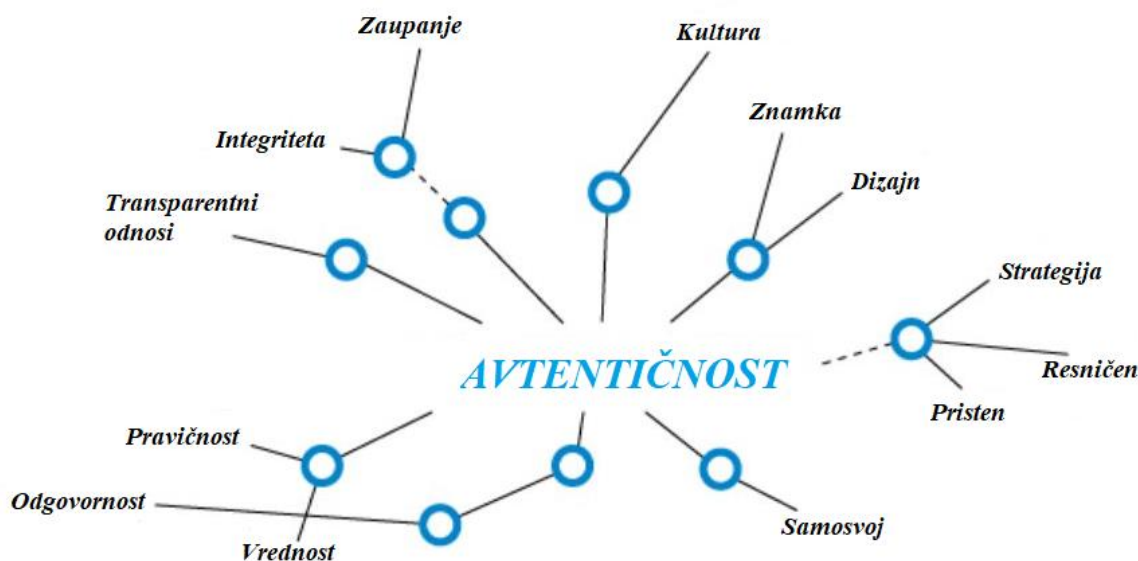 Zaupanje
Kultura
Znamka
Integriteta
Dizajn
Transparentni
odnosi
Strategija
Resničen
AVTENTIČNOST
Pristen
Pravičnost
Odgovornost
Samosvoj
Vrednost